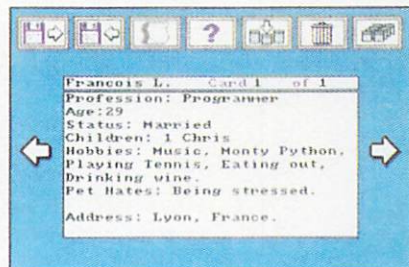 ?
Francois L. Card 1 of 1
Profession: Programmer
Age:29
Status: Married
Children: 1 Chris
Hobbies: Music, Monty Python,
Playing Tennis, Eating out,
Drinking wine.
Pet Hates: Being stressed.
Address: Lyon, France.